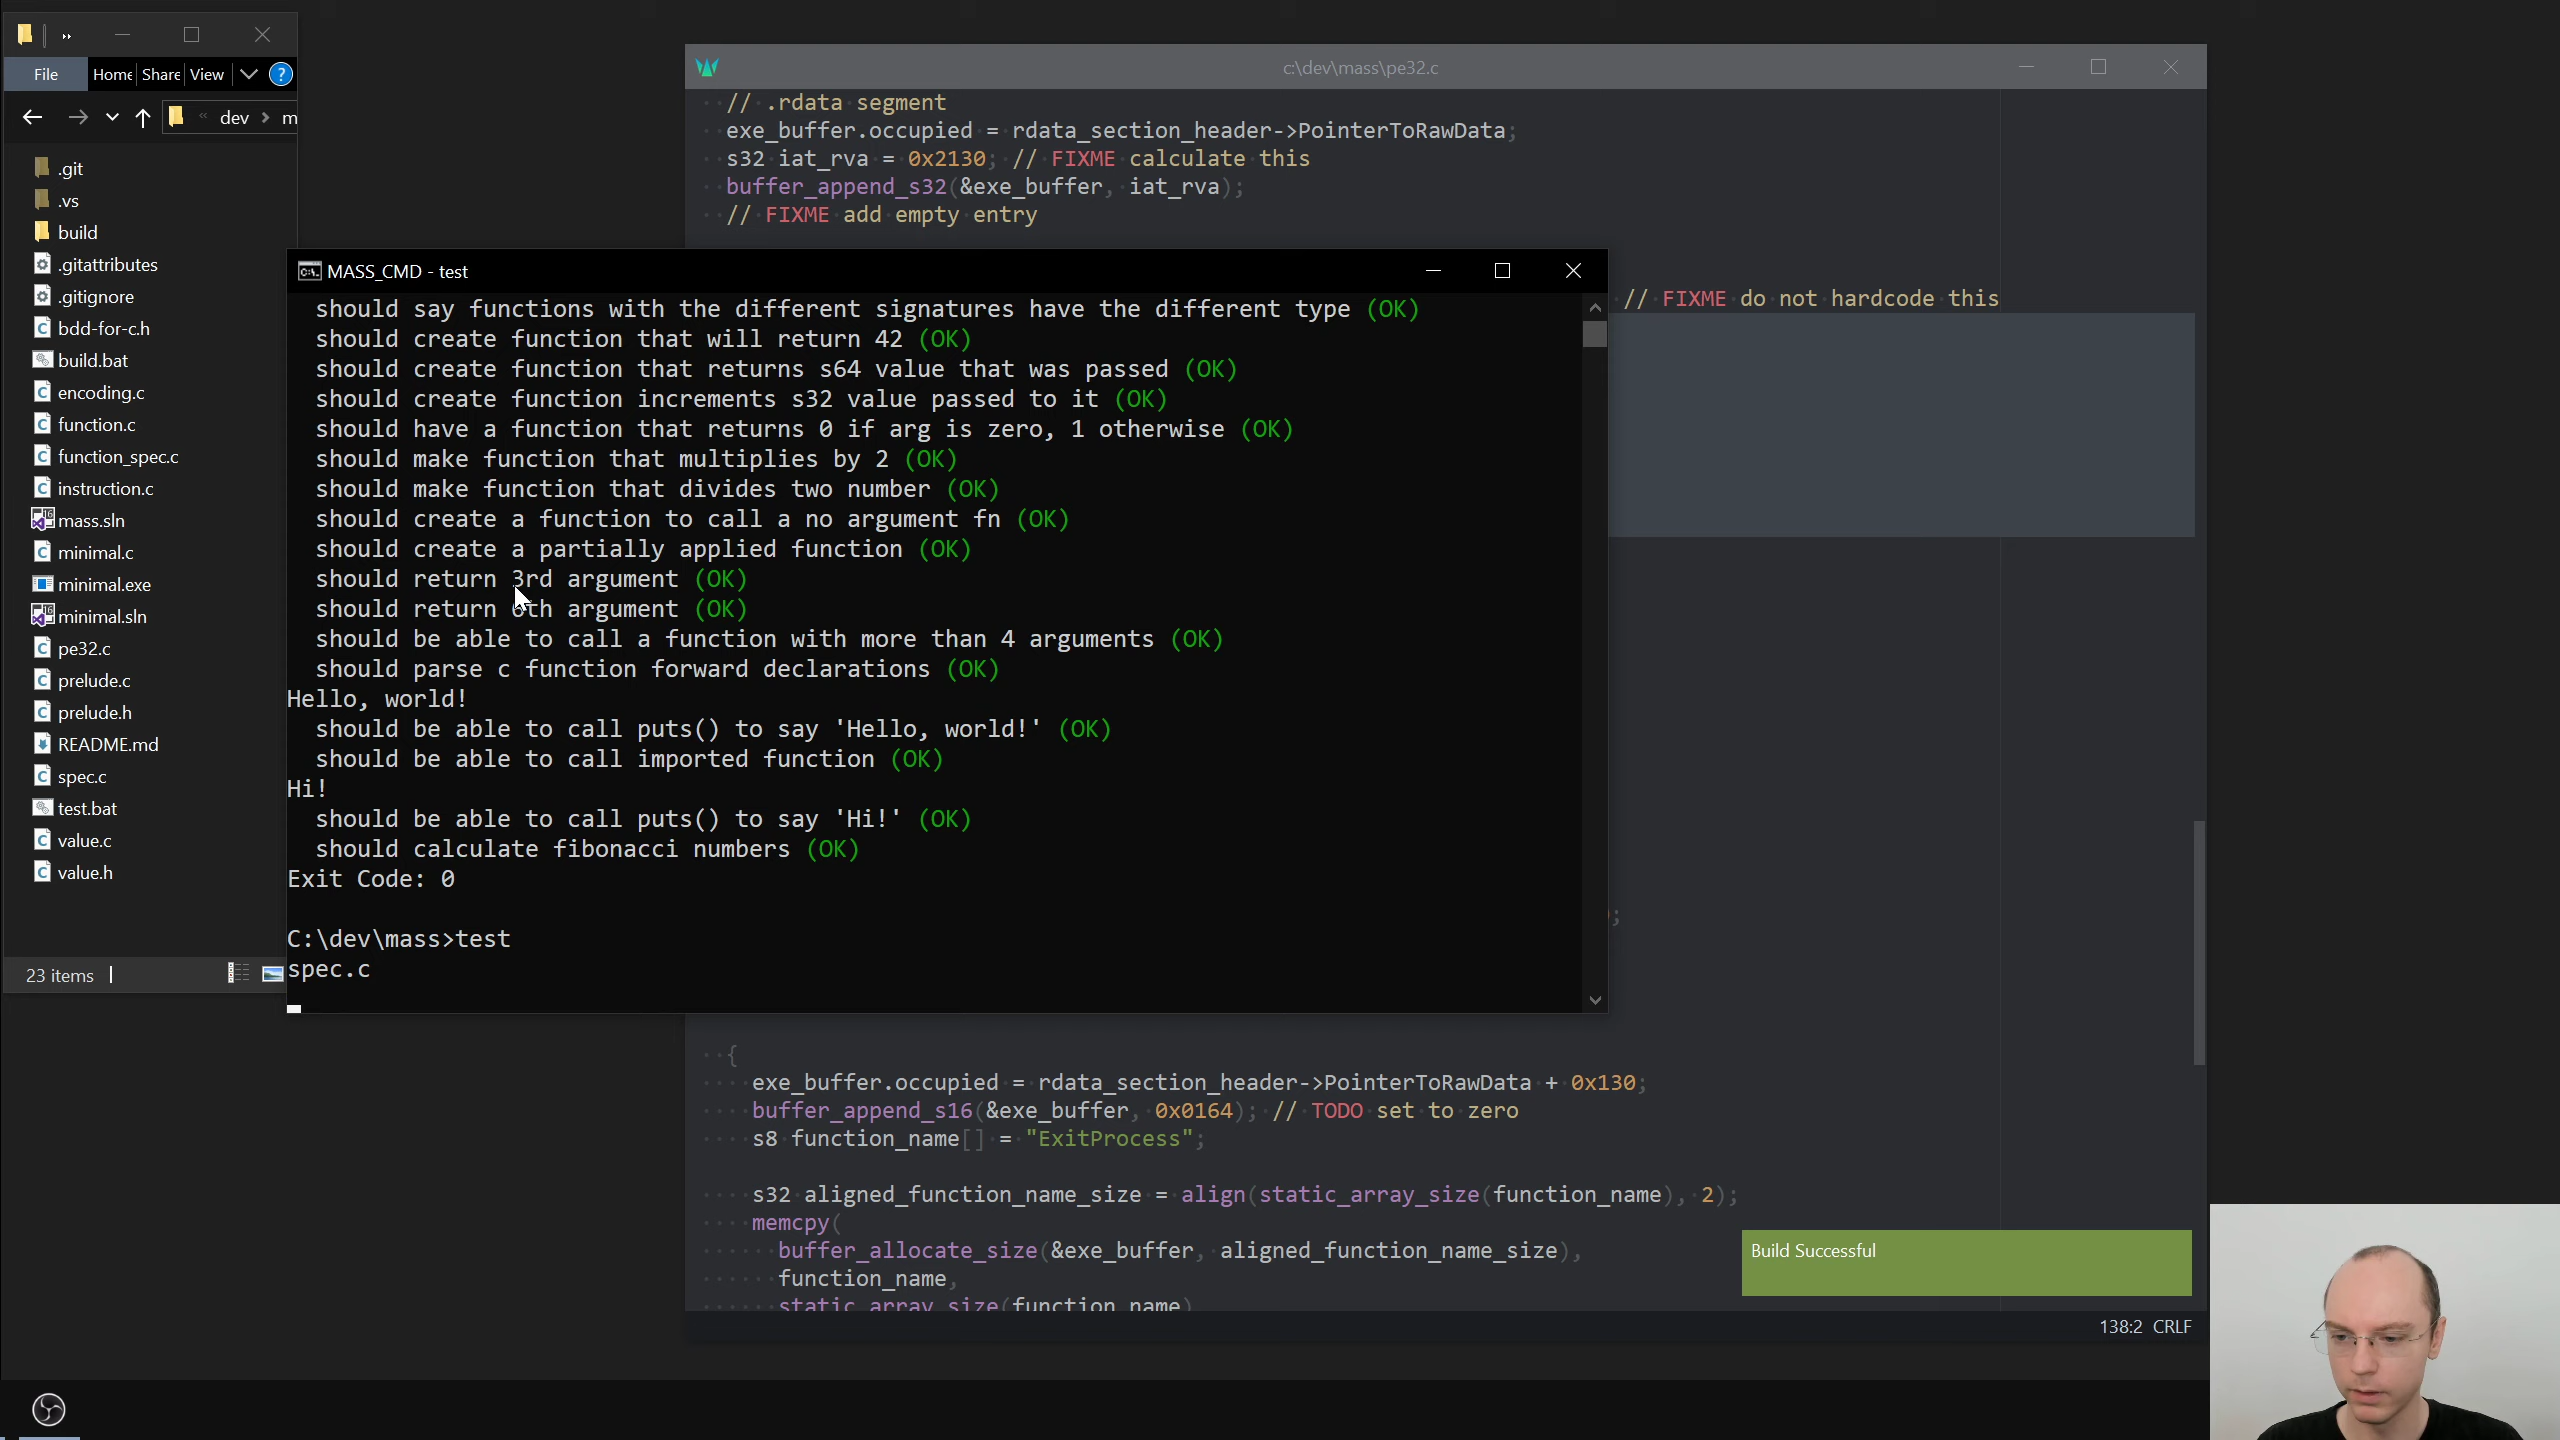 File Home Share View ?
dev > m
.git
.vs
build
.gitattributes
.gitignore
bdd-for-c.h
build.bat
encoding.c
function.c
function_spec.c
instruction.c
mass.sln
minimal.c
minimal.exe
minimal.sln
pe32.c
prelude.c
prelude.h
README.md
spec.c
test.bat
value.c
value.h
23 items
c:\dev\mass\pe32.c
// .rdata segment
exe_buffer.occupied = rdata_section_header->PointerToRawData;
s32 iat_rva = 0x2130; // FIXME calculate this
buffer_append_s32(&exe_buffer, iat_rva);
// FIXME add empty entry
// FIXME do not hardcode this
;
MASS_CMD - test
should say functions with the different signatures have the different type (OK)
should create function that will return 42 (OK)
should create function that returns s64 value that was passed (OK)
should create function increments s32 value passed to it (OK)
should have a function that returns 0 if arg is zero, 1 otherwise (OK)
should make function that multiplies by 2 (OK)
should make function that divides two number (OK)
should create a function to call a no argument fn (OK)
should create a partially applied function (OK)
should return 3rd argument (OK)
should return 6th argument (OK)
should be able to call a function with more than 4 arguments (OK)
should parse c function forward declarations (OK)
Hello, world!
should be able to call puts() to say 'Hello, world!' (OK)
should be able to call imported function (OK)
Hi!
should be able to call puts() to say 'Hi!' (OK)
should calculate fibonacci numbers (OK)
Exit Code: 0
C:\dev\mass>test
spec.c
{
exe_buffer.occupied = rdata_section_header->PointerToRawData + 0x130;
buffer_append_s16(&exe_buffer, 0x0164); // TODO set to zero
s8 function_name[] = "ExitProcess";
s32 aligned_function_name_size = align(static_array_size(function_name), 2);
memcpy(
buffer_allocate_size(&exe_buffer, aligned_function_name_size),
function_name,
static_array_size(function_name)
Build Successful
138:2 CRLF